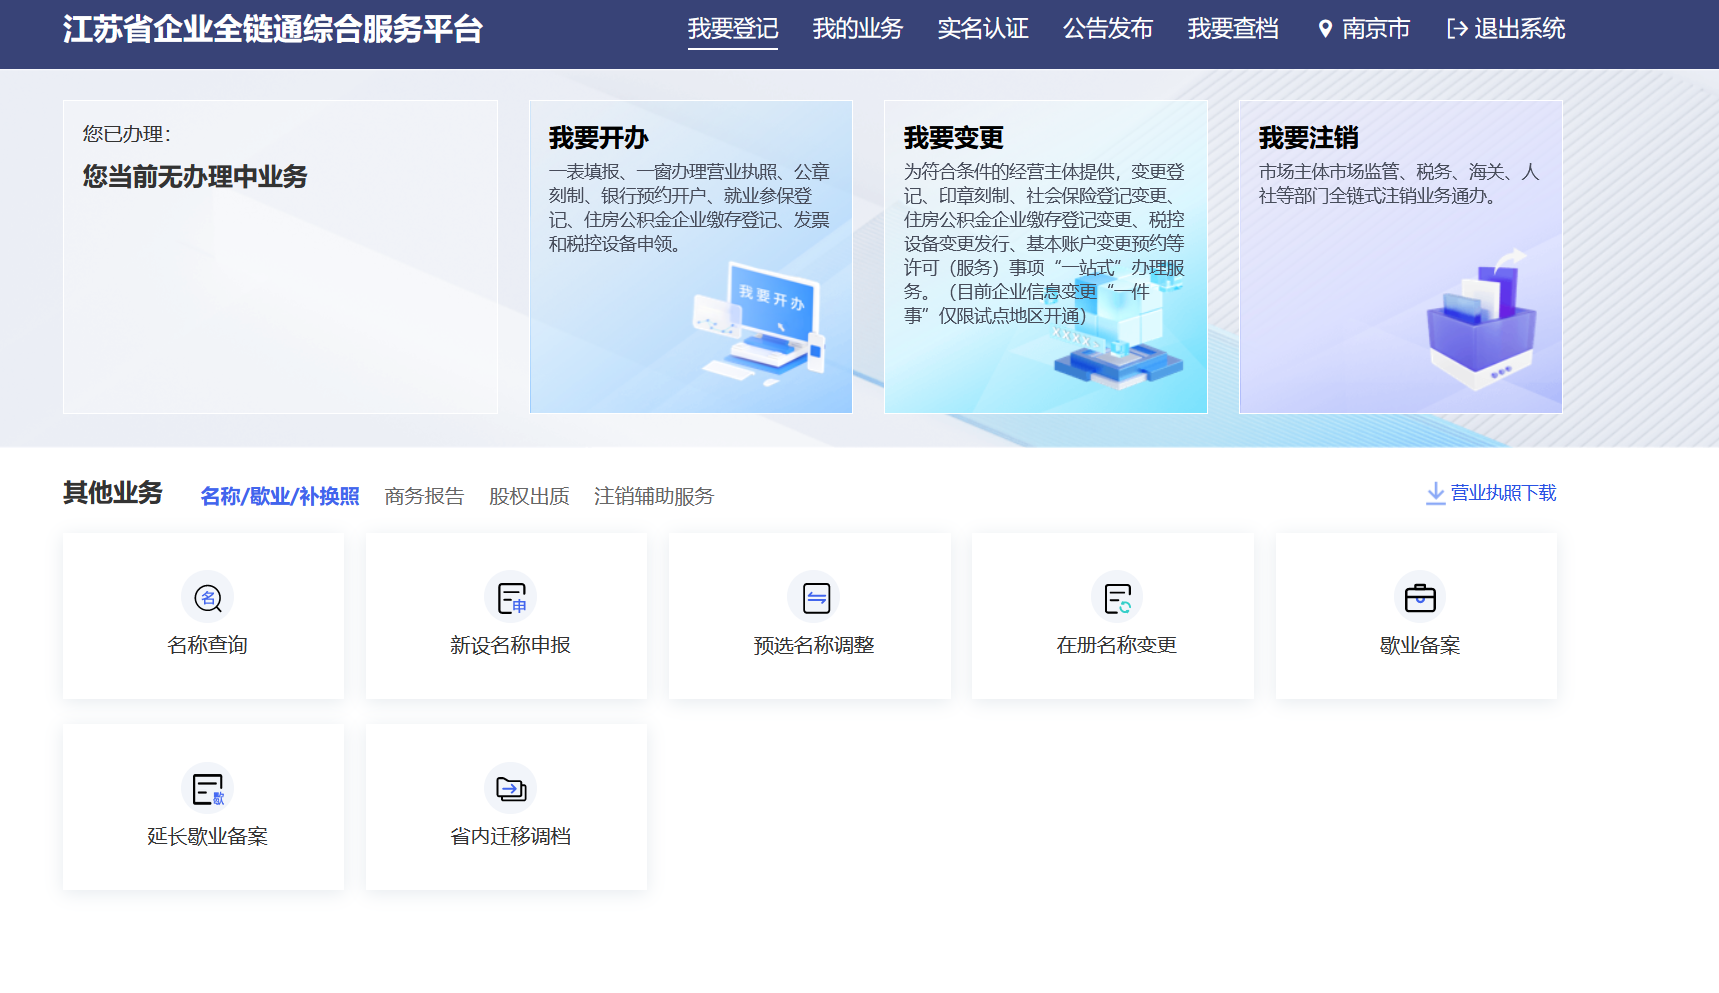 江苏省企业全链通综合服务平台
我要登记
我的业务
实名认证
公告发布
我要查档
南京市
退出系统
您已办理：
您当前无办理中业务
我要开办
一表填报、一窗办理营业执照、公章
刻制、银行预约开户、就业参保登
记、住房公积金企业缴存登记、发票
和税控设备申领。
我要开办
我要变更
为符合条件的经营主体提供，变更登
记、印章刻制、社会保险登记变更、
住房公积金企业缴存登记变更、税控
设备变更发行、基本账户变更预约等
许可（服务）事项“一站式”办理服
务。（目前企业信息变更“一件
事”仅限试点地区开通）
XXXX
我要注销
市场主体市场监管、税务、海关、人
社等部门全链式注销业务通办。
其他业务
名称/歇业/补换照
商务报告
股权出质
注销辅助服务
营业执照下载
名
名称查询
申
新设名称申报
预选名称调整
在册名称变更
歇业备案
歇
延长歇业备案
省内迁移调档